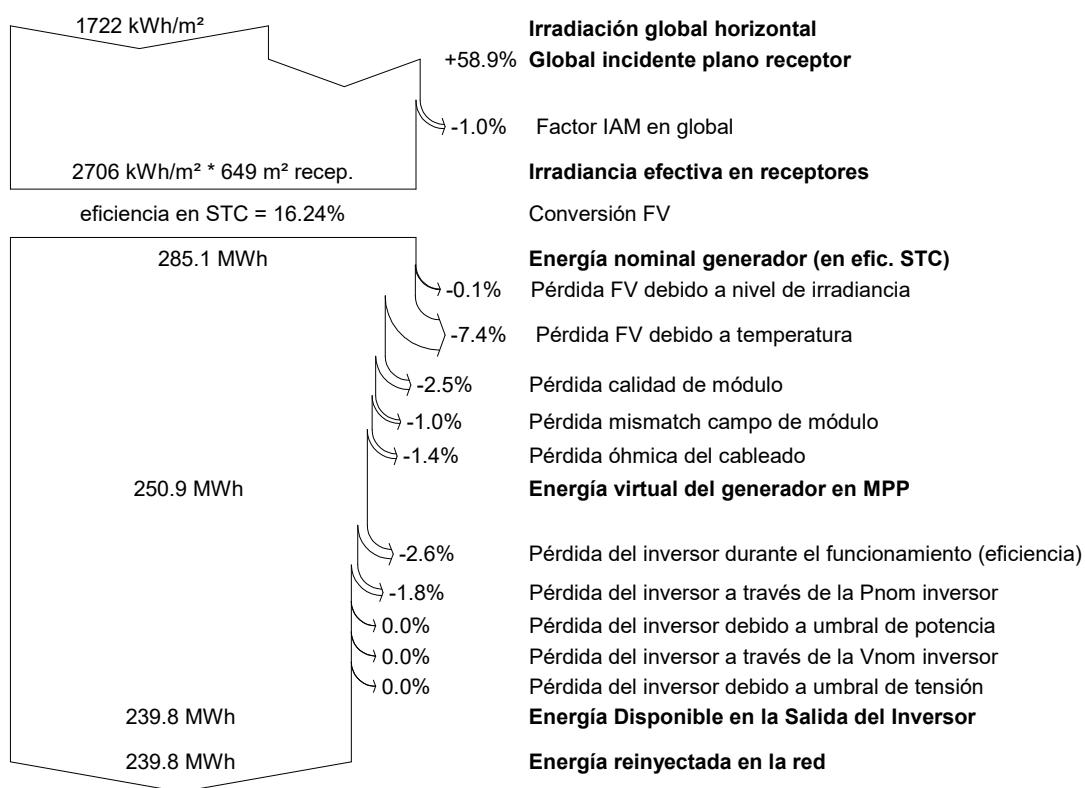 1722 kWh/m² Irradiación global horizontal
+58.9% Global incidente plano receptor
-1.0% Factor IAM en global
2706 kWh/m² * 649 m² recep. Irradiancia efectiva en receptores
eficiencia en STC = 16.24% Conversión FV
285.1 MWh Energía nominal generador (en efic. STC)
-0.1% Pérdida FV debido a nivel de irradiancia
-7.4% Pérdida FV debido a temperatura
-2.5% Pérdida calidad de módulo
-1.0% Pérdida mismatch campo de módulo
-1.4% Pérdida óhmica del cableado
250.9 MWh Energía virtual del generador en MPP
-2.6% Pérdida del inversor durante el funcionamiento (eficiencia)
-1.8% Pérdida del inversor a través de la Pnom inversor
0.0% Pérdida del inversor debido a umbral de potencia
0.0% Pérdida del inversor a través de la Vnom inversor
0.0% Pérdida del inversor debido a umbral de tensión
239.8 MWh Energía Disponible en la Salida del Inversor
239.8 MWh Energía reinyectada en la red